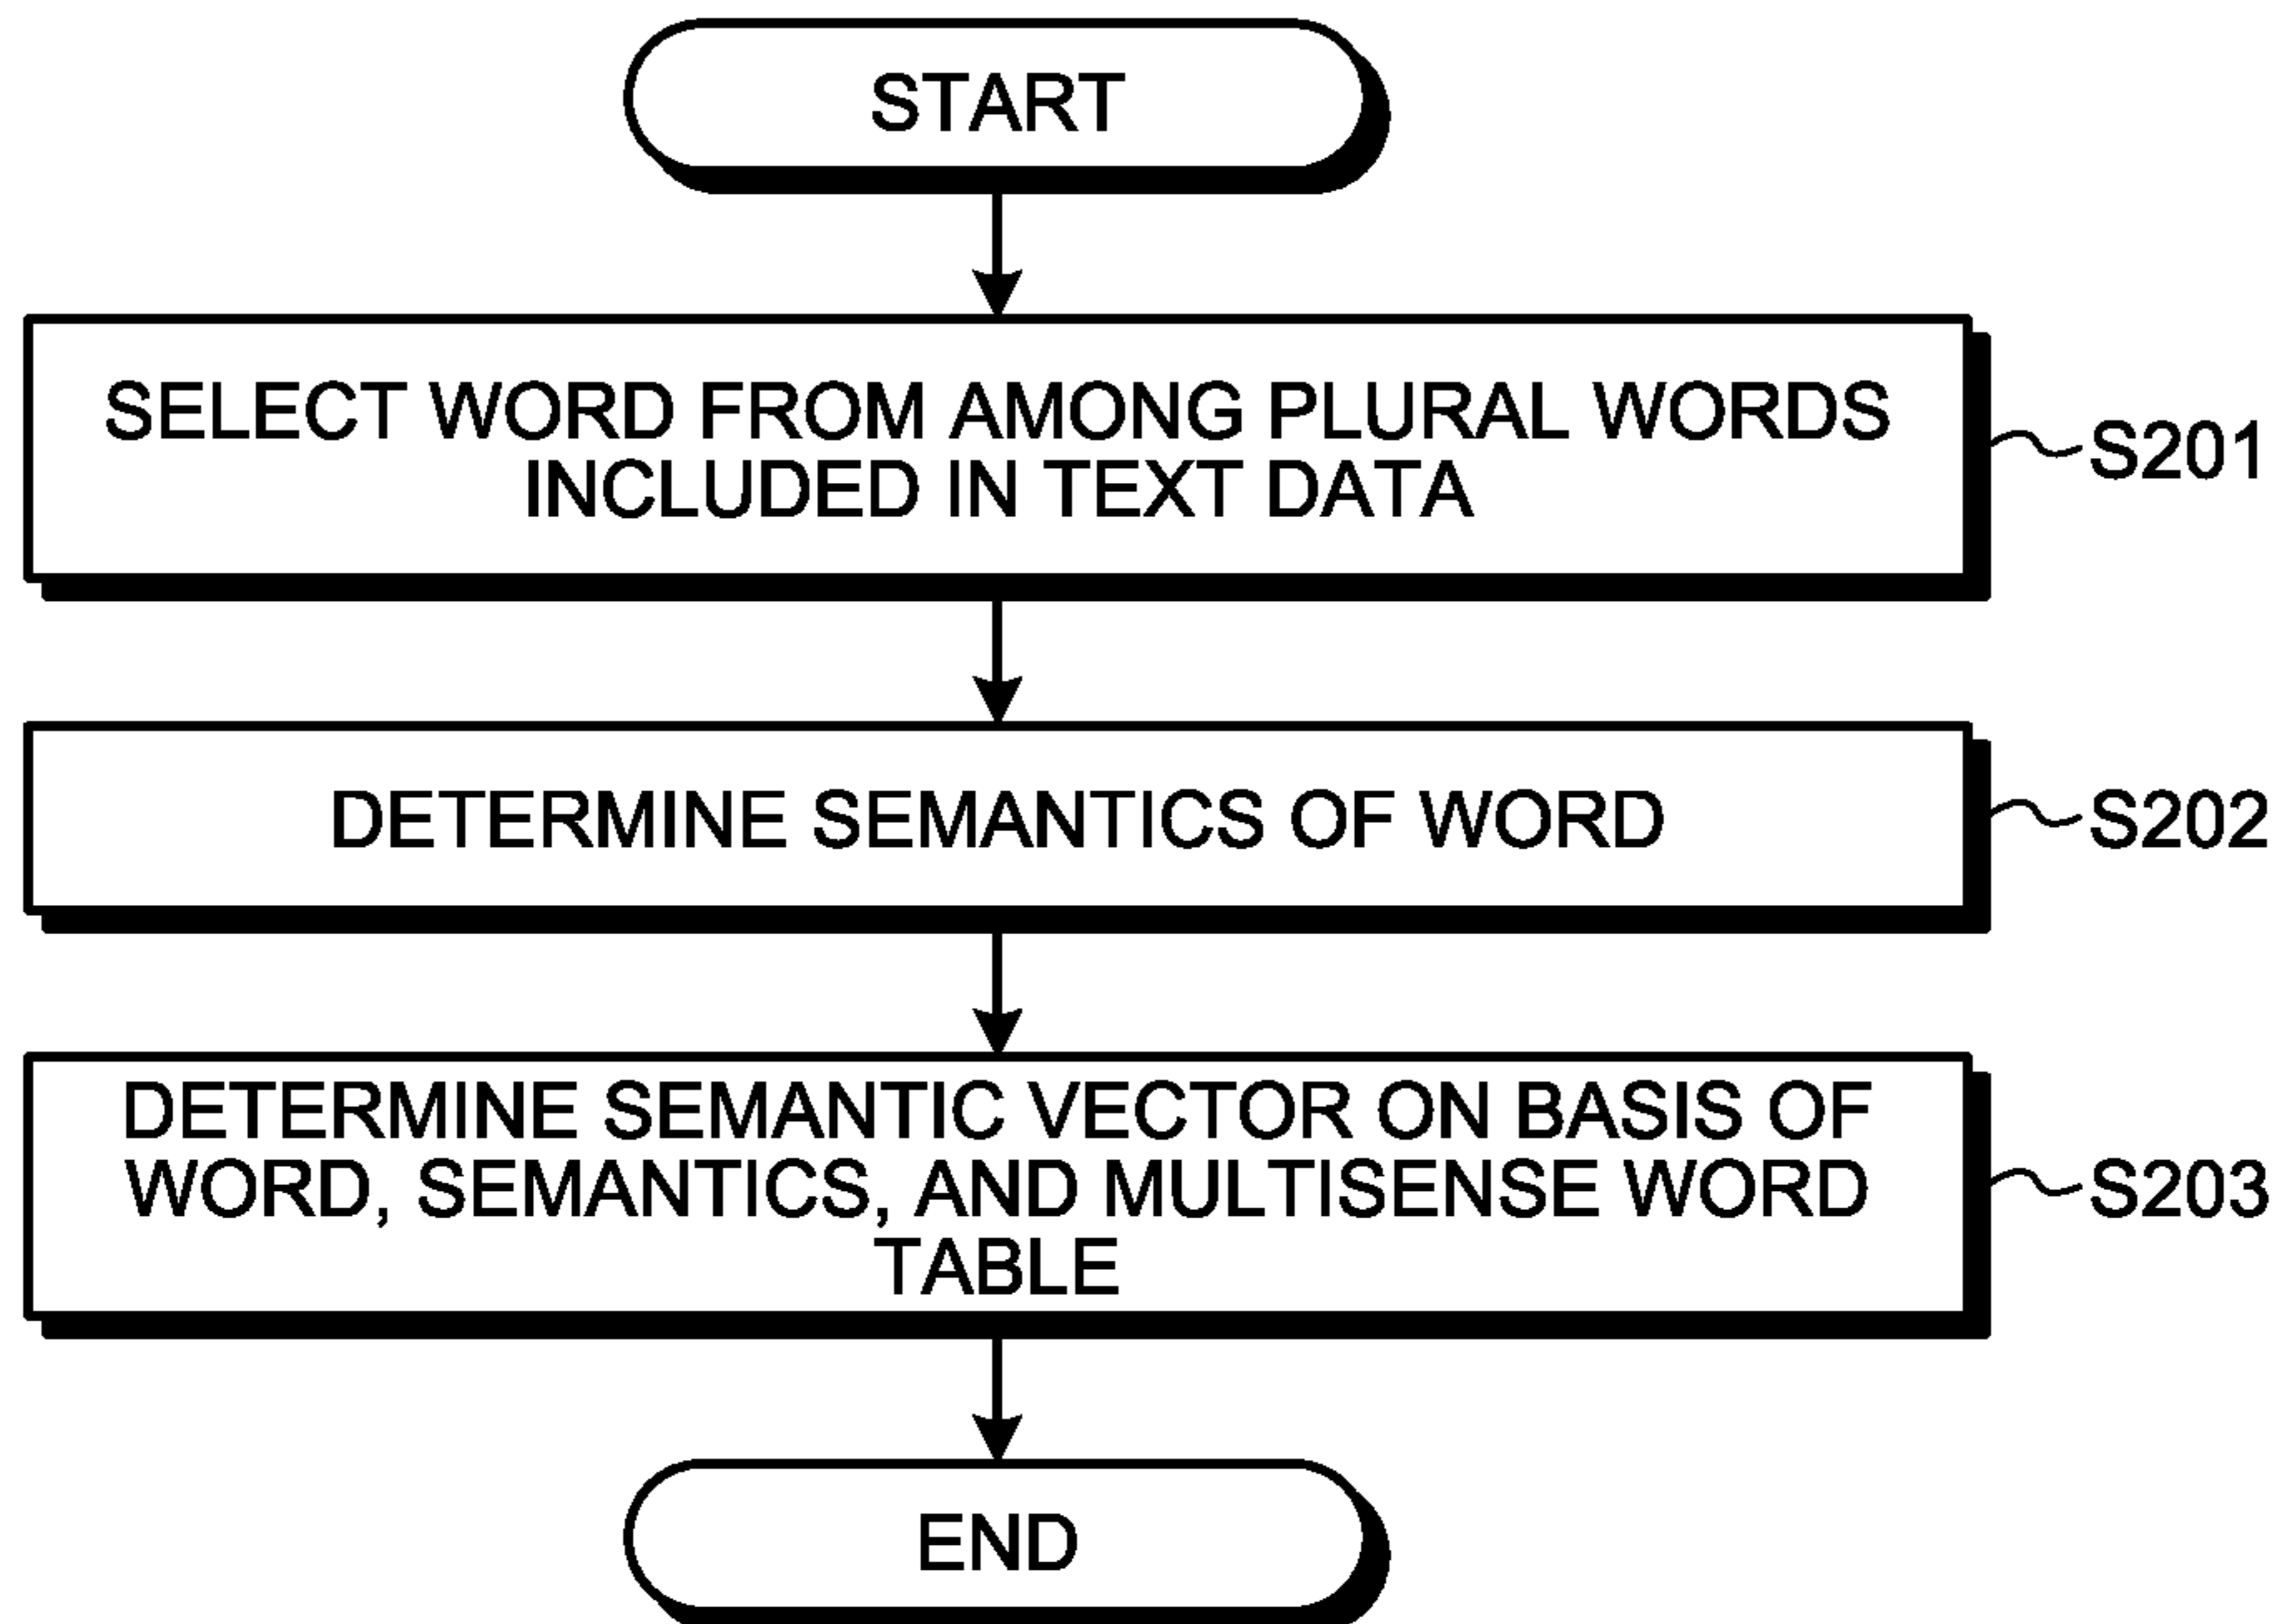 START
SELECT WORD FROM AMONG PLURAL WORDS
INCLUDED IN TEXT DATA
S201
DETERMINE SEMANTICS OF WORD
S202
DETERMINE SEMANTIC VECTOR ON BASIS OF
WORD, SEMANTICS, AND MULTISENSE WORD
TABLE
S203
END